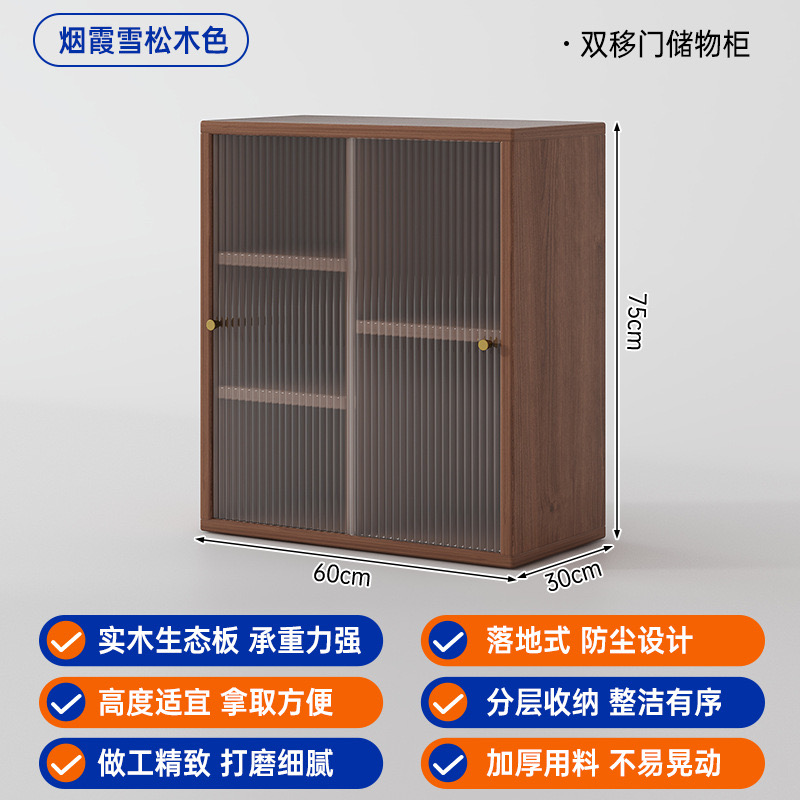 烟霞雪松木色
·双移门储物柜
75cm
60cm
30cm
实木生态板 承重力强
落地式 防尘设计
高度适宜 拿取方便
分层收纳 整洁有序
做工精致 打磨细腻
加厚用料 不易晃动